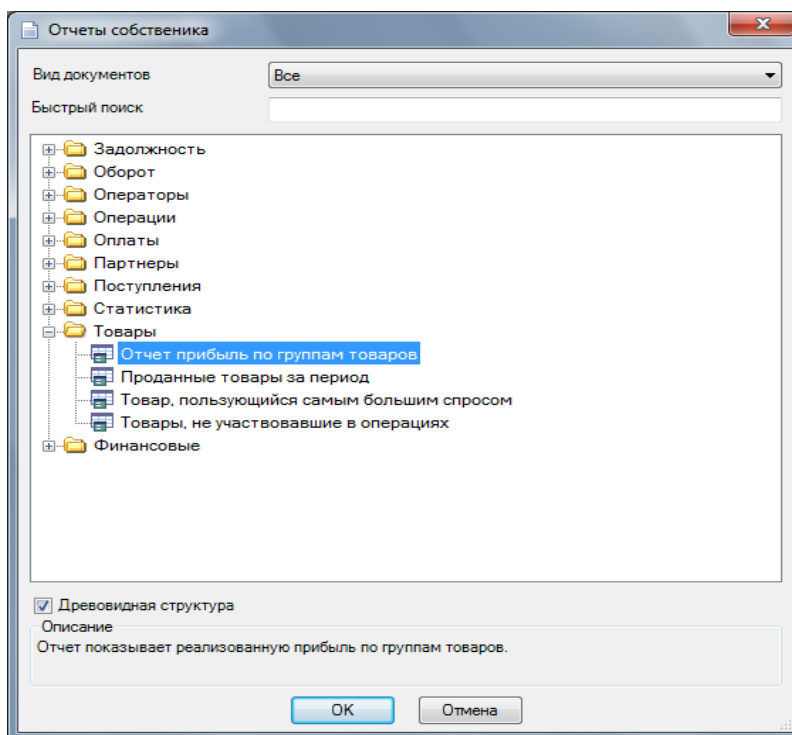 Отчеты собственика
Вид документов
Все
Быстрый поиск
Задолжность
Оборот
Операторы
Операции
Оплаты
Партнеры
Поступления
Статистика
Товары
Отчет прибыль по группам товаров
Проданные товары за период
Товар, пользующийся самым большим спросом
Товары, не участвовавшие в операциях
Финансовые
Древовидная структура
Описание
Отчет показывает реализованную прибыль по группам товаров.
OK
Отмена